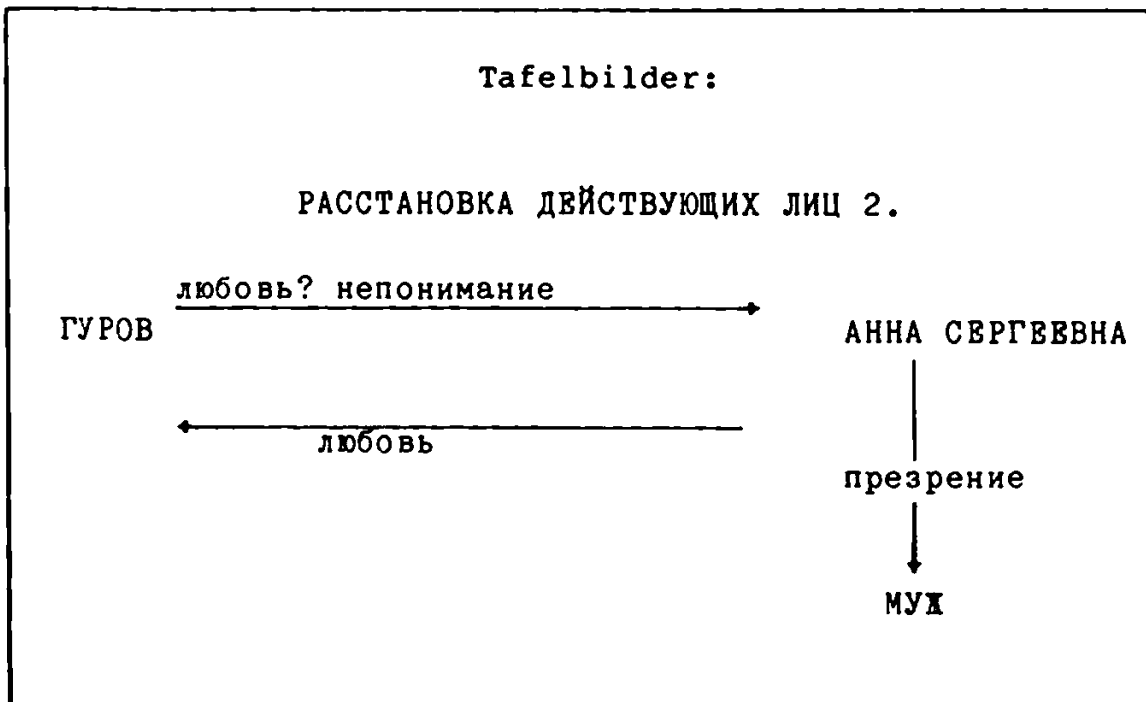 Tafelbilder:
РАССТАНОВКА ДЕЙСТВУЮЩИХ ЛИЦ 2.
любовь? непонимание
ГУРОВ
АННА СЕРГЕЕВНА
любовь
презрение
МУЖ